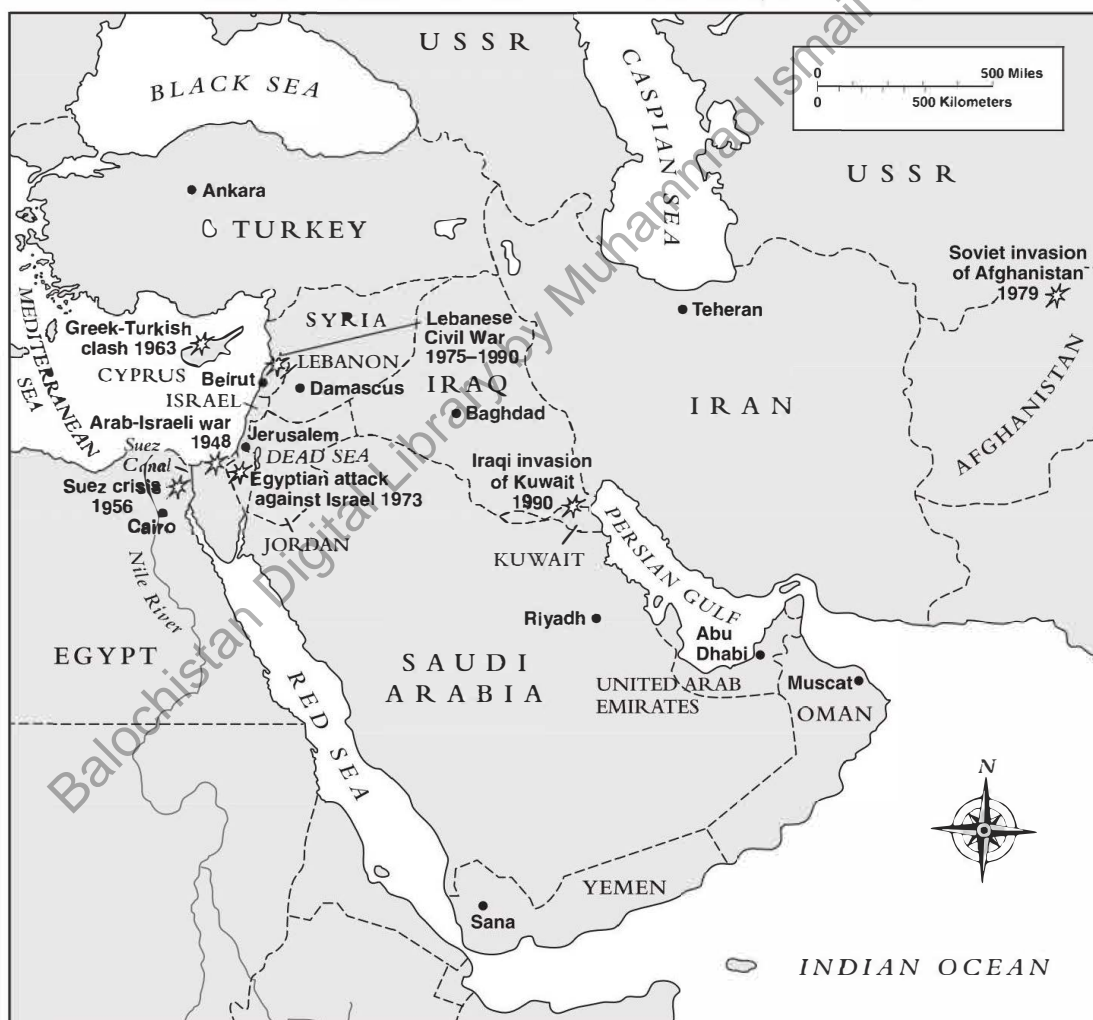 USSR
BLACK SEA
CASPIAN SEA
0 500 Miles
0 500 Kilometers
USSR
Ankara
TURKEY
Soviet invasion
of Afghanistan
1979
Teheran
MEDITERRANEAN
SEA
Greek-Turkish
clash 1963
CYPRUS
SYRIA
Lebanese
Civil War
1975–1990
LEBANON
Beirut
Damascus
ISRAEL
IRAQ
Baghdad
IRAN
AFGHANISTAN
Arab-Israeli war
1948
Jerusalem
DEAD SEA
Suez
Canal
Suez crisis
1956
Egyptian attack
against Israel 1973
Iraqi invasion
of Kuwait
1990
Cairo
JORDAN
KUWAIT
PERSIAN GULF
Nile River
Riyadh
Abu
Dhabi
EGYPT
SAUDI
ARABIA
UNITED ARAB
EMIRATES
Muscat
OMAN
RED SEA
N
YEMEN
Sana
INDIAN OCEAN
Balochistan Digital Library by Muhammad Ismail